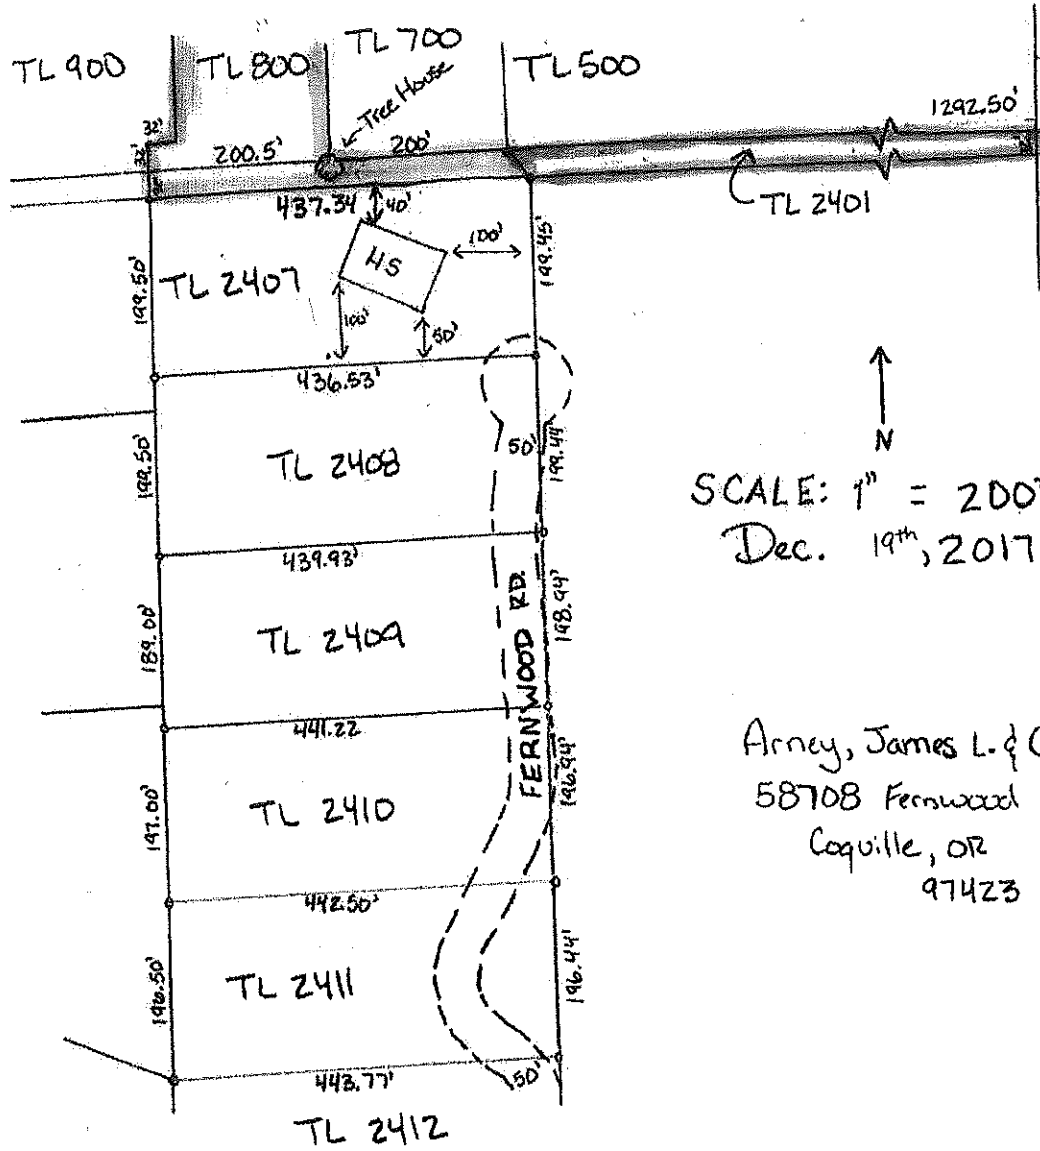 TL 900
TL 800
TL 700
TL 500
Tree House
32'
32'
200.5'
200'
1292.50'
TL 2401
437.34
40'
100'
HS
199.50'
TL 2407
199.45'
100'
50'
436.53'
199.50'
TL 2408
50'
199.44'
N
SCALE: 1" = 200'
Dec. 19th, 2017
439.93'
189.00'
TL 2409
FERNWOOD RD.
198.94'
441.22
197.00'
TL 2410
196.94'
Arney, James L. &
58708 Fernwood
Coquille, OR
97423
442.50'
196.50'
TL 2411
196.44'
443.77'
50'
TL 2412